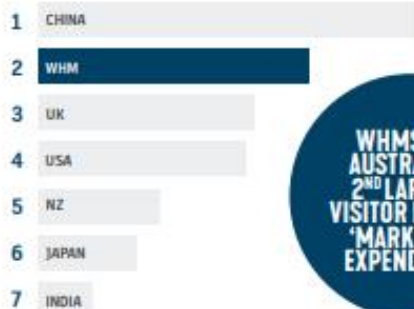 1 CHINA
2 WHM
3 UK
4 USA
5 NZ
6 JAPAN
7 INDIA
WHMS
AUSTRA
2ND LAR
VISITOR
'MARK
EXPEND